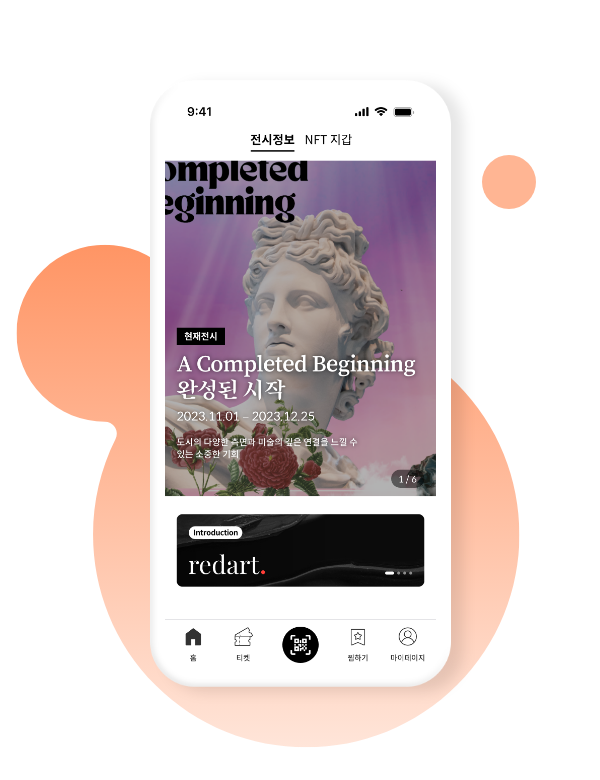 9:41
전시정보 NFT 지갑
ompleted
eginning
현재전시
A Completed Beginning
완성된 시작
2023.11.01 – 2023.12.25
도시의 다양한 측면과 미술의 깊은 연결을 느낄 수
있는 소중한 기회
1 / 6
Introduction
redart.
홈 티켓 찜하기 마이데이지